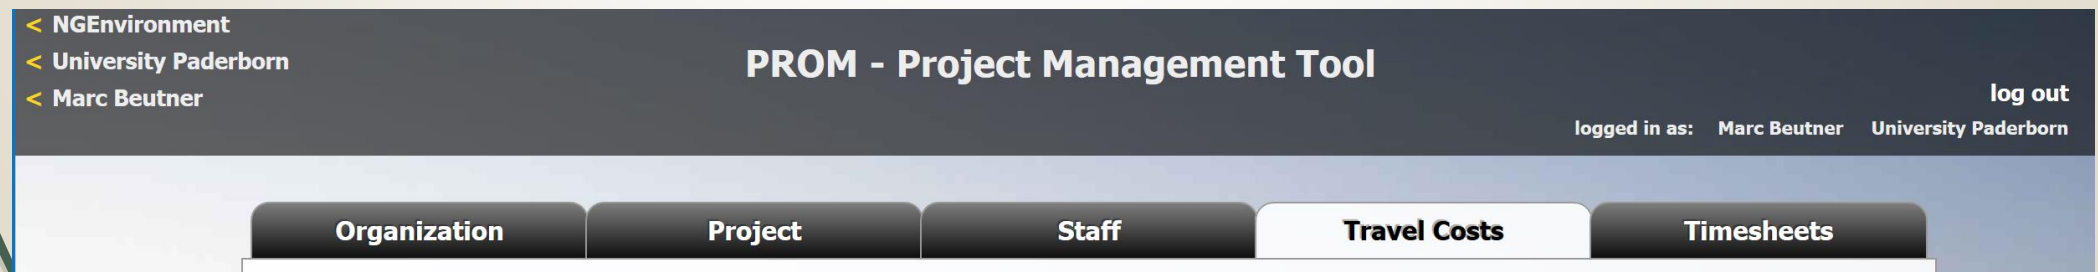 < NGEnvironment
< University Paderborn
< Marc Beutner
PROM - Project Management Tool
log out
logged in as: Marc Beutner University Paderborn
Organization Project Staff Travel Costs Timesheets